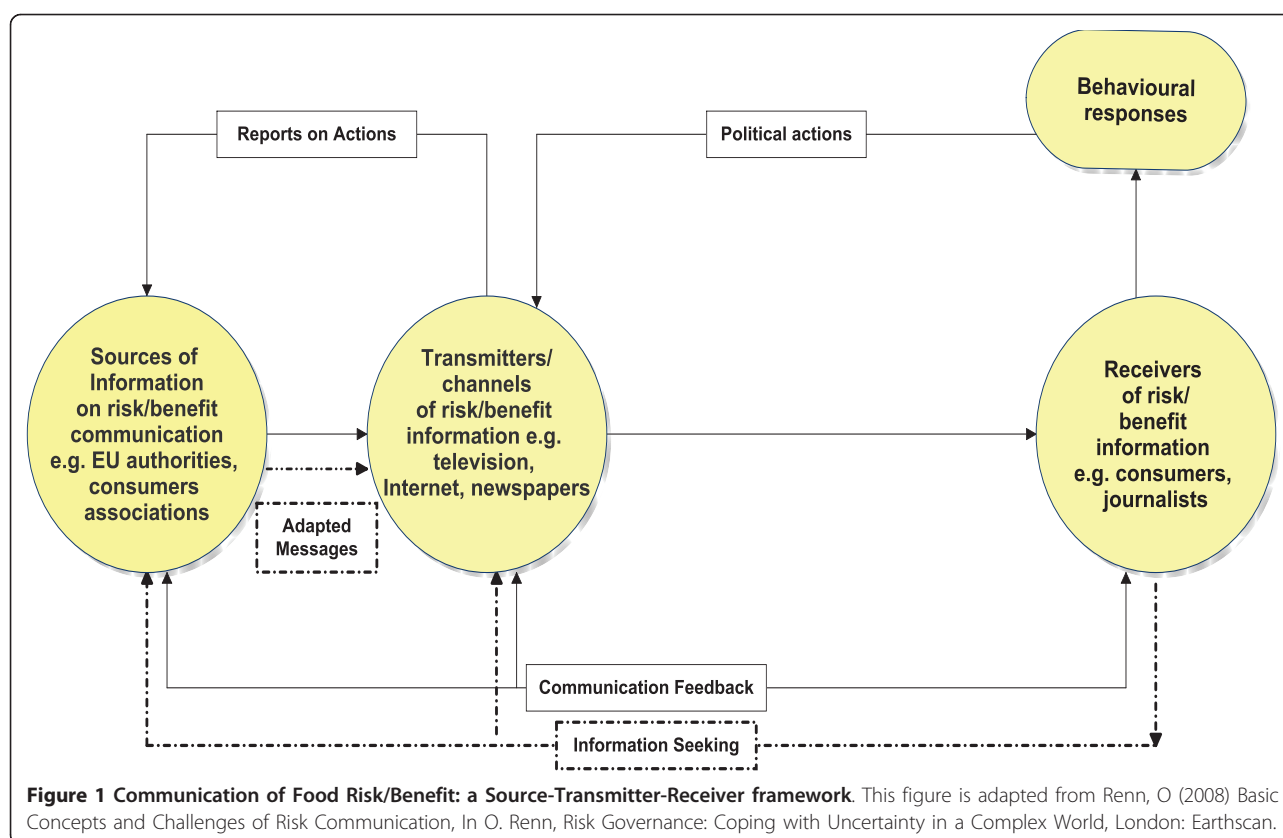 Behavioural
responses
Reports on Actions
Political actions
Sources of
Information
on risk/benefit
communication
e.g. EU authorities,
consumers
associations
Transmitters/
channels
of risk/benefit
information e.g.
television,
Internet, newspapers
Receivers
of risk/
benefit
information
e.g. consumers,
journalists
Adapted
Messages
Communication Feedback
Information Seeking
Figure 1 Communication of Food Risk/Benefit: a Source-Transmitter-Receiver framework. This figure is adapted from Renn, O (2008) Basic
Concepts and Challenges of Risk Communication, In O. Renn, Risk Governance: Coping with Uncertainty in a Complex World, London: Earthscan.